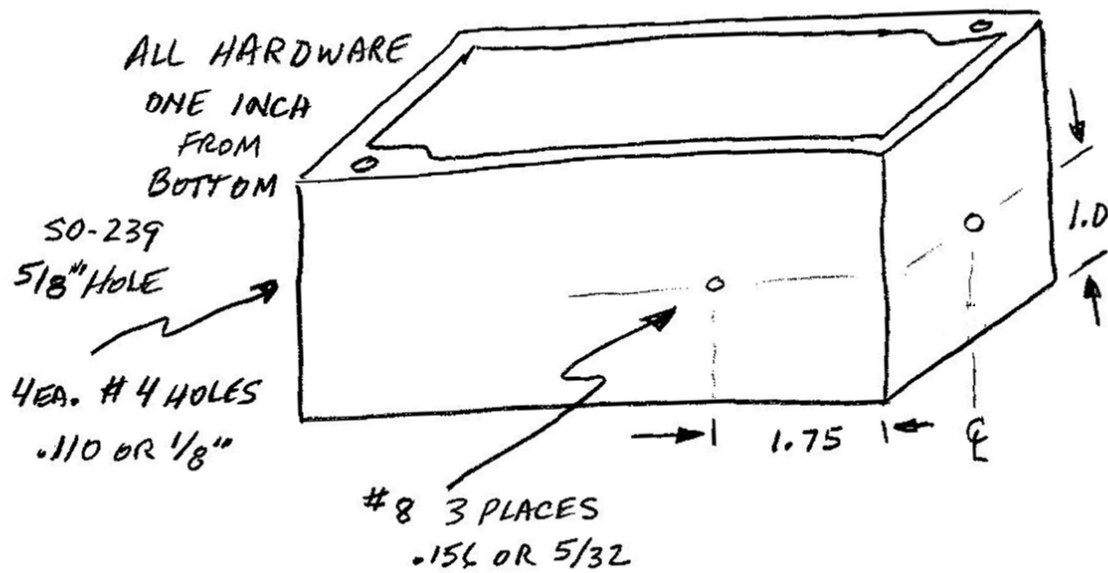 ALL HARDWARE
ONE INCH
FROM
BOTTOM
SO-239
5/8" HOLE
4EA. #4 HOLES
.110 OR 1/8"
1.0
1.75
℄
#8 3 PLACES
.156 OR 5/32